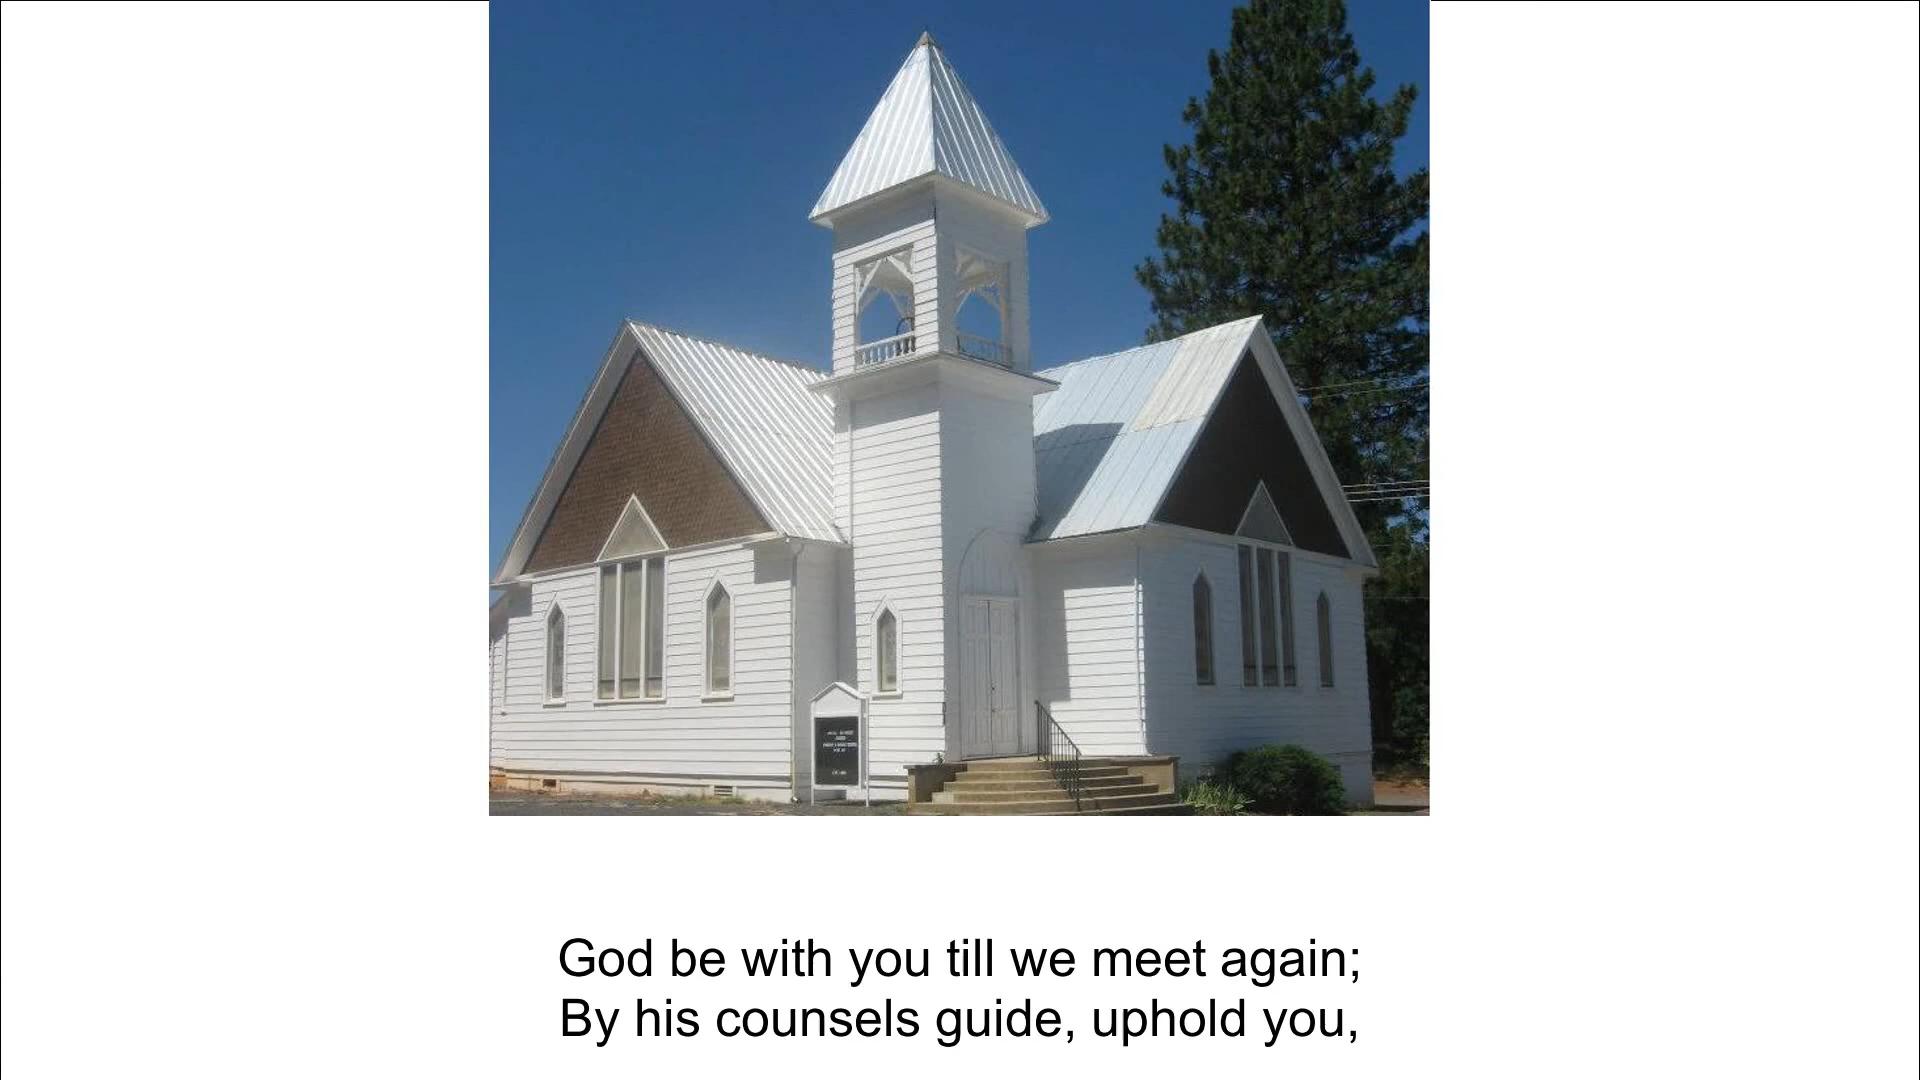 God be with you till we meet again;
By his counsels guide, uphold you,